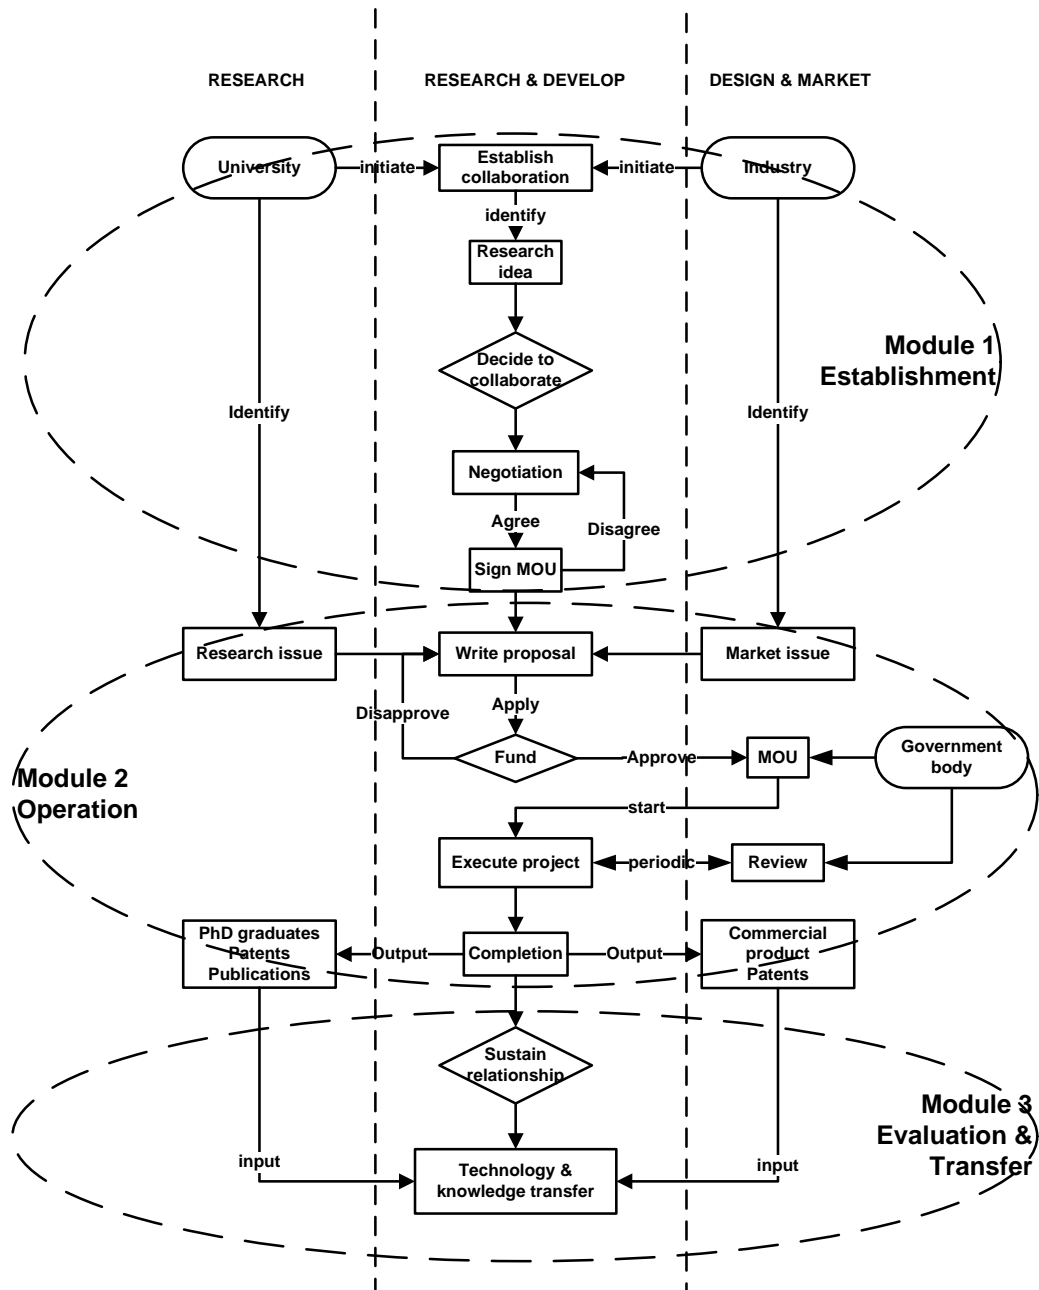 RESEARCH
RESEARCH & DEVELOP
DESIGN & MARKET
University
initiate
Establish
collaboration
initiate
Industry
identify
Research
idea
Decide to
collaborate
Module 1
Establishment
Identify
Identify
Negotiation
Agree
Disagree
Sign MOU
Research issue
Write proposal
Market issue
Disapprove
Apply
Fund
Approve
MOU
Government
body
Module 2
Operation
start
Execute project
periodic
Review
PhD graduates
Patents
Publications
Output
Completion
Output
Commercial
product
Patents
Sustain
relationship
Module 3
Evaluation &
Transfer
input
Technology &
knowledge transfer
input